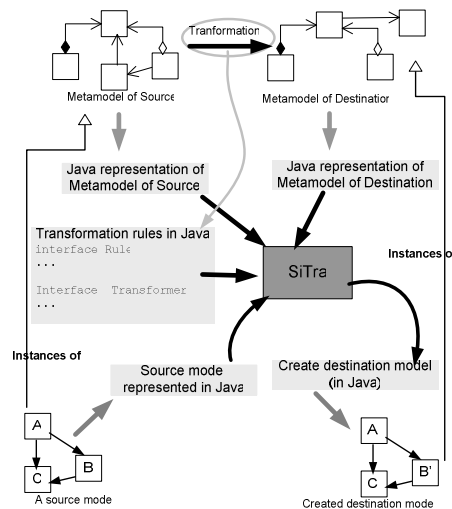 Tranformation
Metamodel of Source
Metamodel of Destination
Java representation of
Metamodel of Source
Java representation of
Metamodel of Destination
Transformation rules in Java
interface Rule
...
Interface Transformer
...
SiTra
Instances o
Instances of
Source mode
represented in Java
Create destination model
(in Java)
A
B
C
A source mode
A
B'
C
Created destination mode